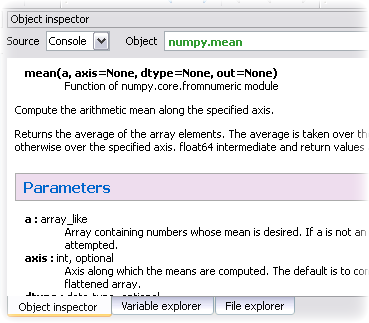 Object inspector
Source Console Object numpy.mean
mean(a, axis=None, dtype=None, out=None)
Function of numpy.core.fromnumeric module
Compute the arithmetic mean along the specified axis.
Returns the average of the array elements. The average is taken over th
otherwise over the specified axis. float64 intermediate and return values
Parameters
a : array_like
Array containing numbers whose mean is desired. If a is not an
attempted.
axis : int, optional
Axis along which the means are computed. The default is to co
flattened array.
dtype : data-type, optional
Object inspector Variable explorer File explorer